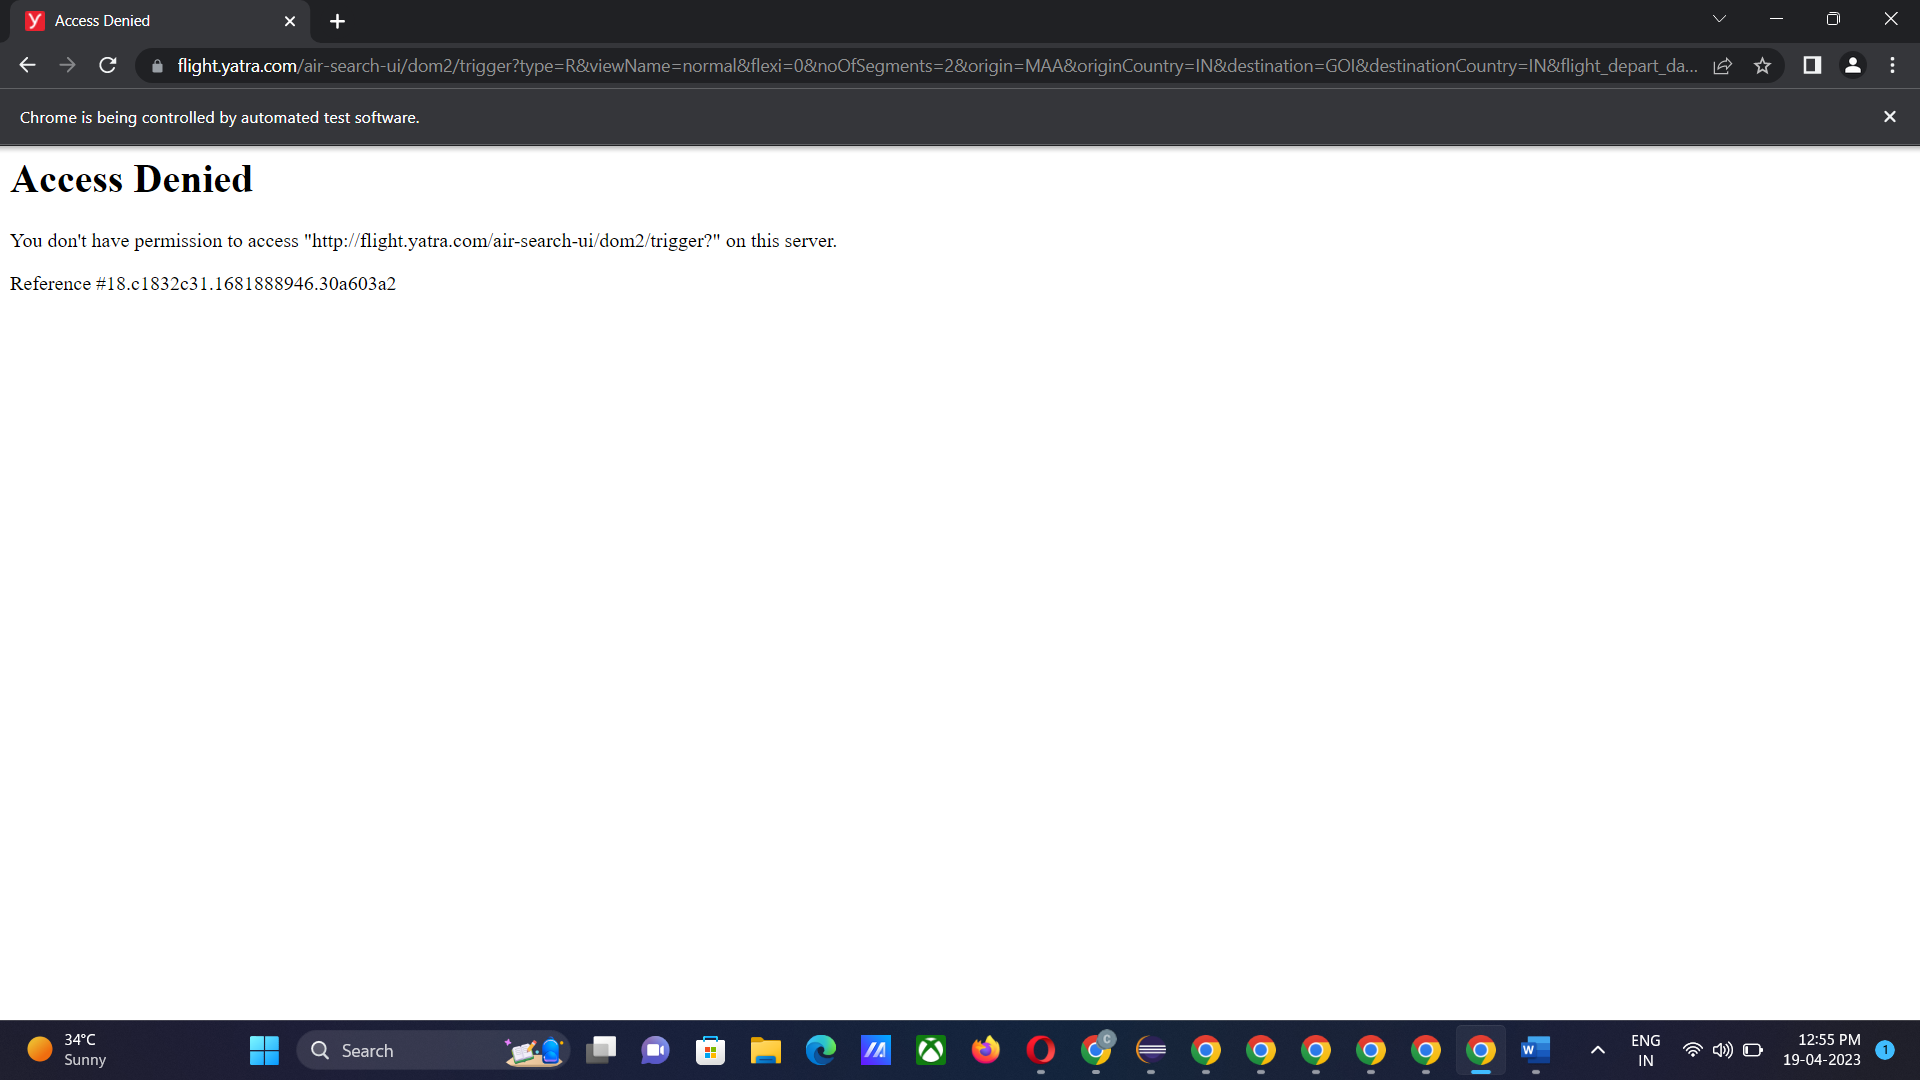 Access Denied
flight.yatra.com/air-search-ui/dom2/trigger?type=R&viewName=normal&flexi=0&noOfSegments=2&origin=MAA&originCountry=IN&destination=GOI&destinationCountry=IN&flight_depart_da...
Chrome is being controlled by automated test software.
Access Denied
You don't have permission to access "http://flight.yatra.com/air-search-ui/dom2/trigger?" on this server.
Reference #18.c1832c31.1681888946.30a603a2
34°C
Sunny
Search
ENG
IN
12:55 PM
19-04-2023
1